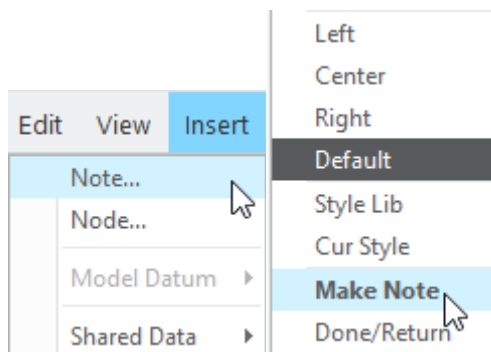 Edit View Insert
Note...
Node...
Model Datum
Shared Data
Left
Center
Right
Default
Style Lib
Cur Style
Make Note
Done/Return